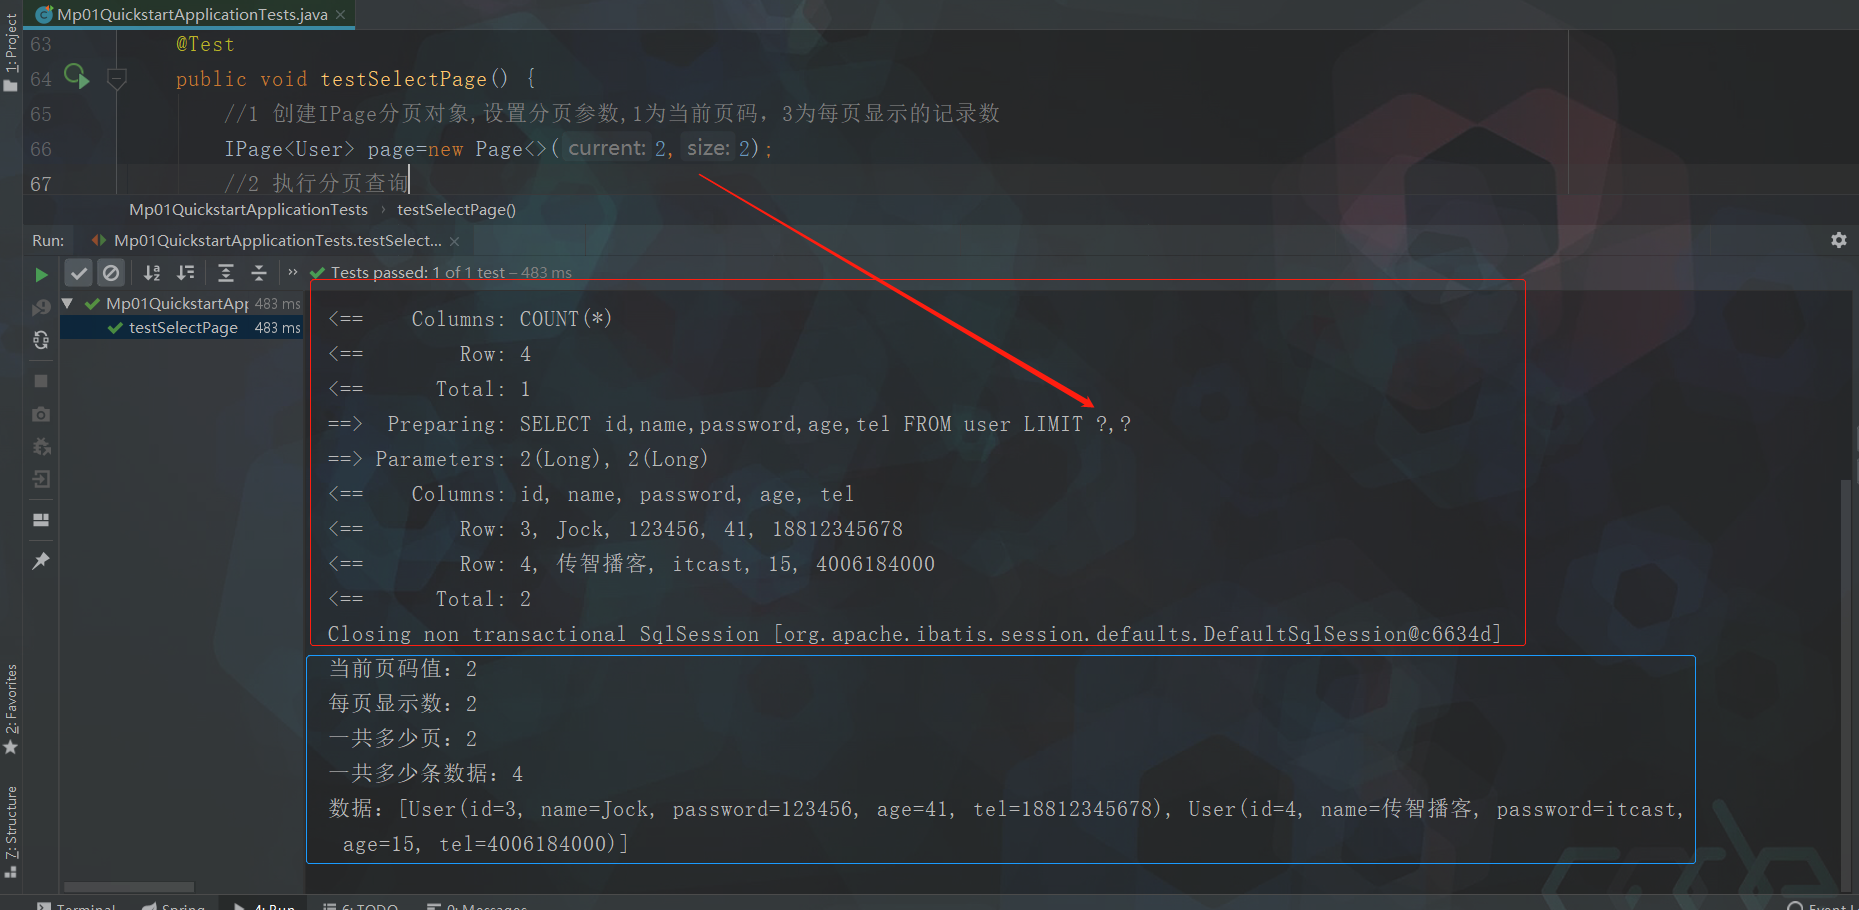 Mp01QuickstartApplicationTests.java
1: Project
63 @Test
64 public void testSelectPage() {
65 //1 创建IPage分页对象,设置分页参数,1为当前页码，3为每页显示的记录数
66 IPage<User> page=new Page<>( current: 2, size: 2);
67 //2 执行分页查询
Mp01QuickstartApplicationTests › testSelectPage()
Run: Mp01QuickstartApplicationTests.testSelect...
Tests passed: 1 of 1 test – 483 ms
Mp01QuickstartApp 483 ms
testSelectPage 483 ms
<== Columns: COUNT(*)
<== Row: 4
<== Total: 1
==> Preparing: SELECT id,name,password,age,tel FROM user LIMIT ?,?
==> Parameters: 2(Long), 2(Long)
<== Columns: id, name, password, age, tel
<== Row: 3, Jock, 123456, 41, 18812345678
<== Row: 4, 传智播客, itcast, 15, 4006184000
<== Total: 2
Closing non transactional SqlSession [org.apache.ibatis.session.defaults.DefaultSqlSession@c6634d]
当前页码值：2
每页显示数：2
一共多少页：2
一共多少条数据：4
数据：[User(id=3, name=Jock, password=123456, age=41, tel=18812345678), User(id=4, name=传智播客, password=itcast,
age=15, tel=4006184000)]
2: Favorites
7: Structure
Terminal Spring 4: Run 6: TODO 0: Messages Event L